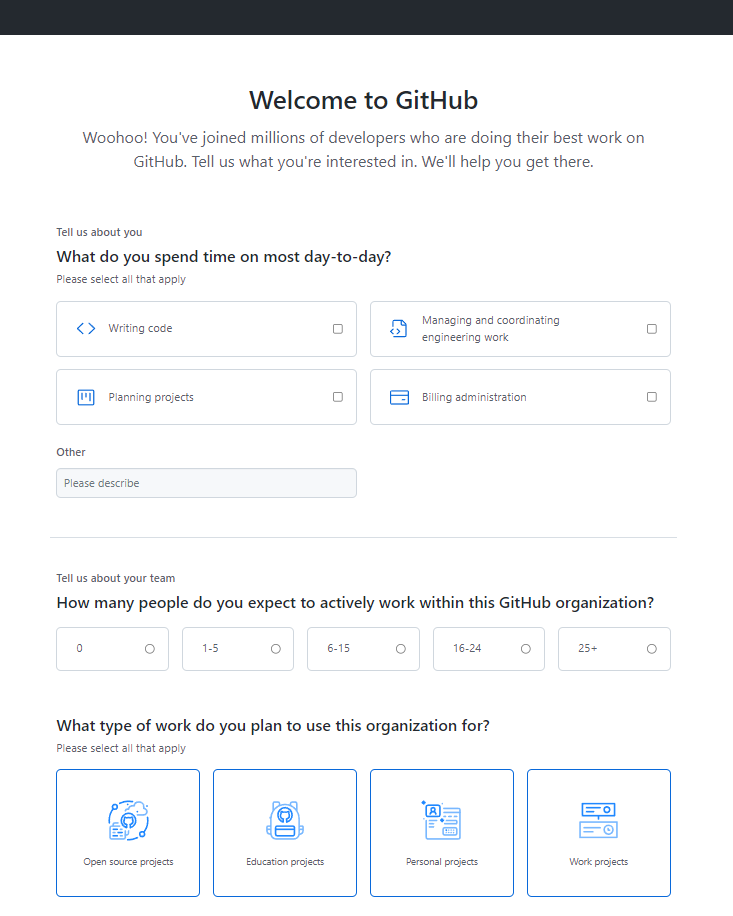 Welcome to GitHub
Woohoo! You've joined millions of developers who are doing their best work on
GitHub. Tell us what you're interested in. We'll help you get there.
Tell us about you
What do you spend time on most day-to-day?
Please select all that apply
Writing code
Managing and coordinating
engineering work
Planning projects
Billing administration
Other
Please describe
Tell us about your team
How many people do you expect to actively work within this GitHub organization?
0
1-5
6-15
16-24
25+
What type of work do you plan to use this organization for?
Please select all that apply
Open source projects
Education projects
Personal projects
Work projects